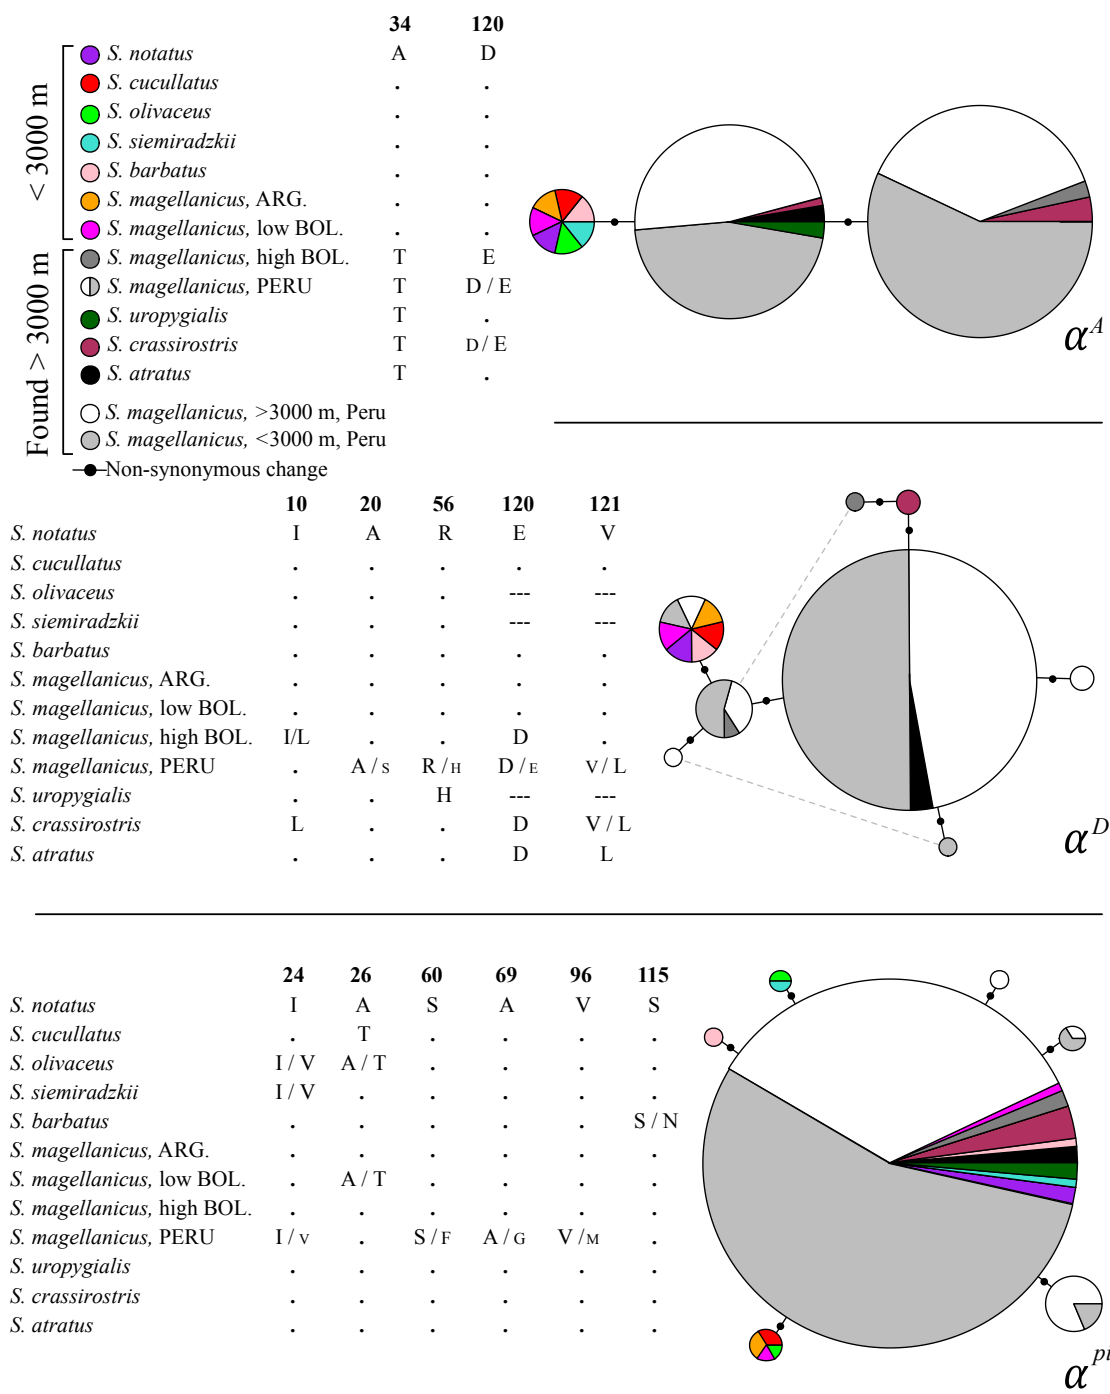 34 120
S. notatus A D
S. cucullatus . .
S. olivaceus . .
S. siemiradzkii . .
S. barbatus . .
S. magellanicus, ARG. . .
S. magellanicus, low BOL. . .
S. magellanicus, high BOL. T E
S. magellanicus, PERU T D / E
S. uropygialis T .
S. crassirostris T D / E
S. atratus T .
S. magellanicus, >3000 m, Peru
S. magellanicus, <3000 m, Peru
Non-synonymous change
< 3000 m
Found > 3000 m
αA
10 20 56 120 121
S. notatus I A R E V
S. cucullatus . . . . .
S. olivaceus . . . --- ---
S. siemiradzkii . . . --- ---
S. barbatus . . . . .
S. magellanicus, ARG. . . . . .
S. magellanicus, low BOL. . . . . .
S. magellanicus, high BOL. I/L . . D .
S. magellanicus, PERU . A / S R / H D / E V / L
S. uropygialis . . H --- ---
S. crassirostris L . . D V / L
S. atratus . . . D L
αD
24 26 60 69 96 115
S. notatus I A S A V S
S. cucullatus . T . . . .
S. olivaceus I / V A / T . . . .
S. siemiradzkii I / V . . . . .
S. barbatus . . . . . S / N
S. magellanicus, ARG. . . . . . .
S. magellanicus, low BOL. . A / T . . . .
S. magellanicus, high BOL. . . . . . .
S. magellanicus, PERU I / V . S / F A / G V / M .
S. uropygialis . . . . . .
S. crassirostris . . . . . .
S. atratus . . . . . .
α